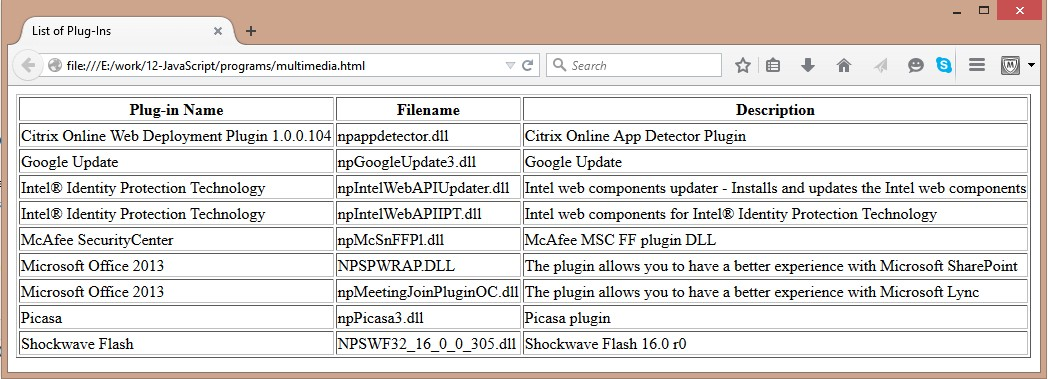 List of Plug-Ins
file:///E:/work/12-JavaScript/programs/multimedia.html
Search
Plug-in Name Filename Description
Citrix Online Web Deployment Plugin 1.0.0.104 npappdetector.dll Citrix Online App Detector Plugin
Google Update npGoogleUpdate3.dll Google Update
Intel® Identity Protection Technology npIntelWebAPIUpdater.dll Intel web components updater - Installs and updates the Intel web components
Intel® Identity Protection Technology npIntelWebAPIIPT.dll Intel web components for Intel® Identity Protection Technology
McAfee SecurityCenter npMcSnFFPl.dll McAfee MSC FF plugin DLL
Microsoft Office 2013 NPSPWRAP.DLL The plugin allows you to have a better experience with Microsoft SharePoint
Microsoft Office 2013 npMeetingJoinPluginOC.dll The plugin allows you to have a better experience with Microsoft Lync
Picasa npPicasa3.dll Picasa plugin
Shockwave Flash NPSWF32_16_0_0_305.dll Shockwave Flash 16.0 r0